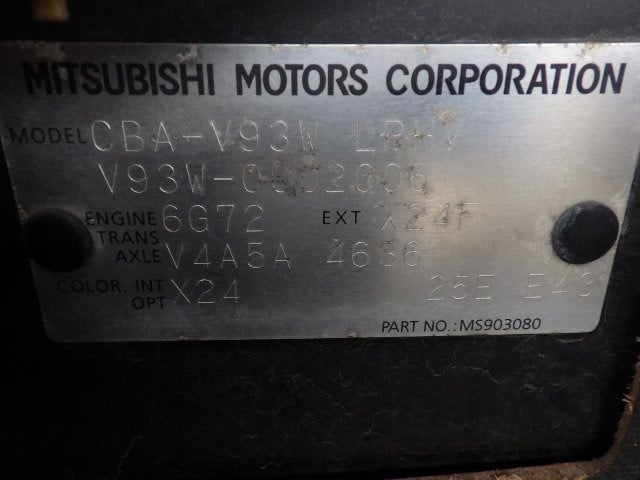 MITSUBISHI MOTORS CORPORATION
MODEL CBA-V93W LRHV
V93W-0002006
ENGINE 6G72 EXT X24F
TRANS AXLE V4A5A 4636
COLOR. INT OPT X24 25E E43
PART NO.:MS903080